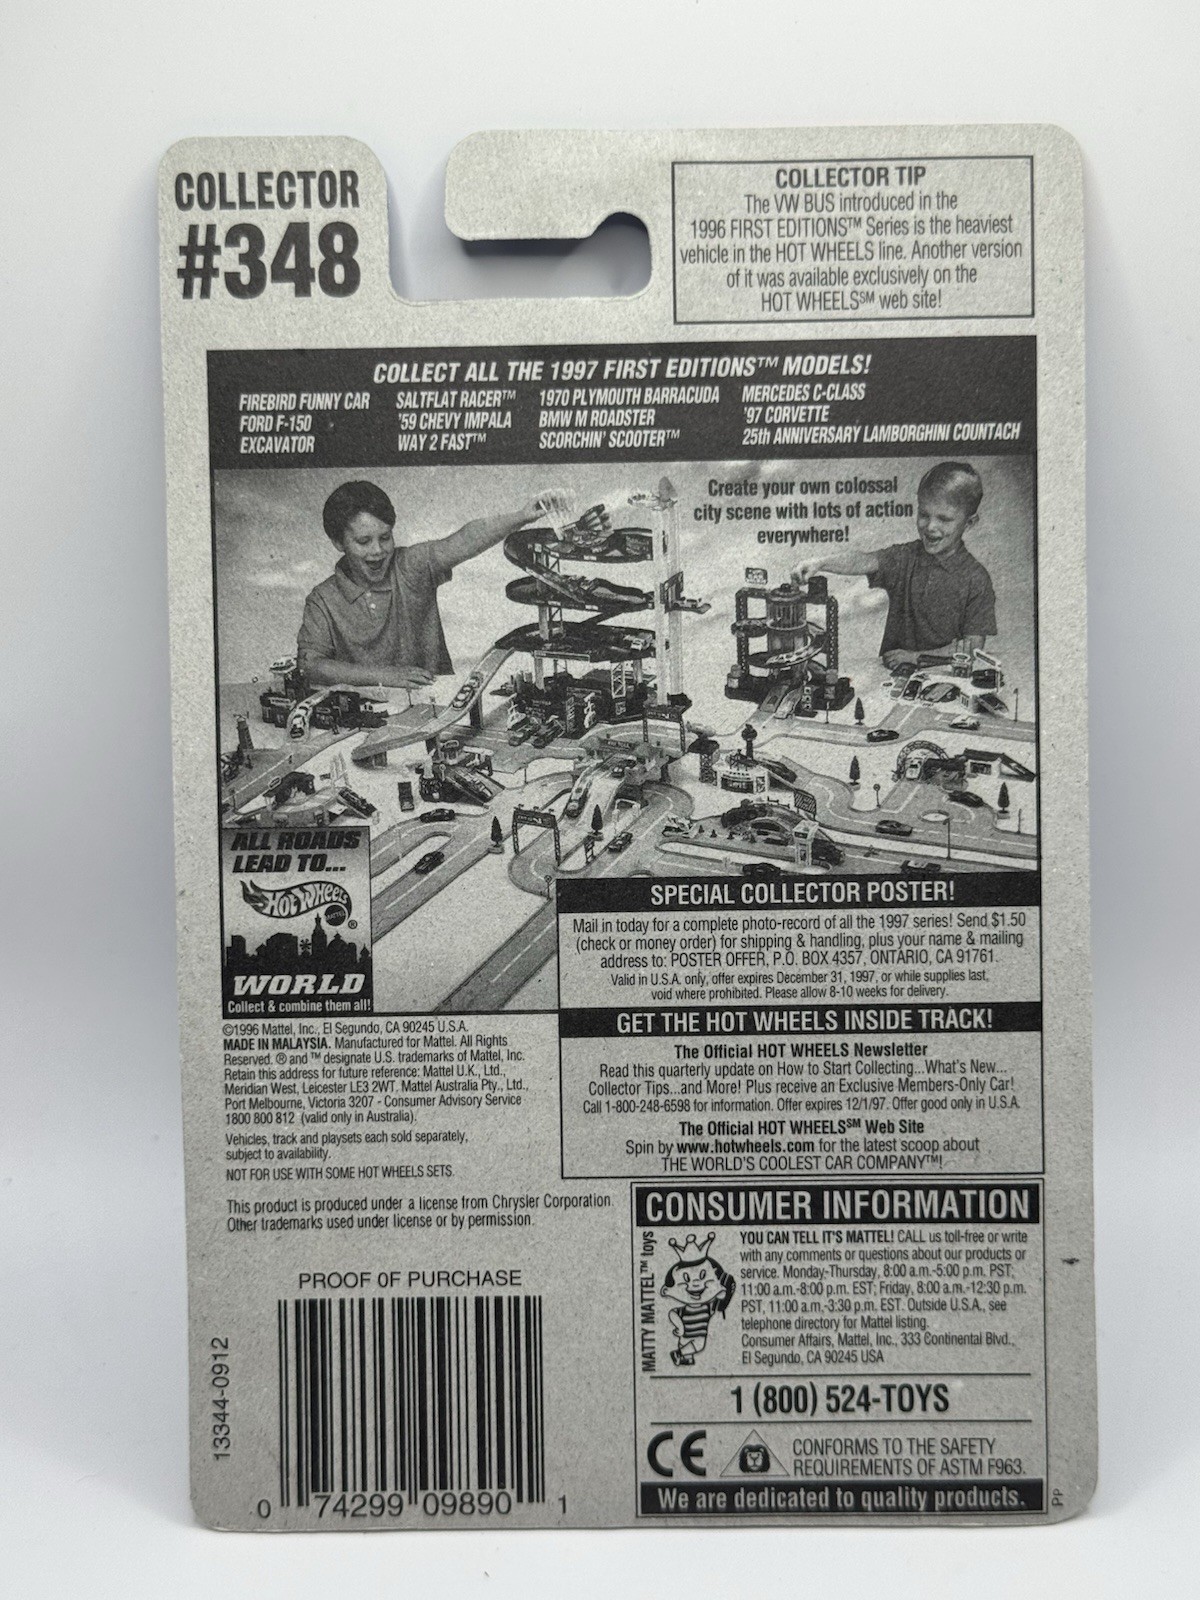 COLLECTOR
#348
COLLECTOR TIP
The VW BUS introduced in the
1996 FIRST EDITIONS™ Series is the heaviest
vehicle in the HOT WHEELS line. Another version
of it was available exclusively on the
HOT WHEELS℠ web site!
COLLECT ALL THE 1997 FIRST EDITIONS™ MODELS!
FIREBIRD FUNNY CAR
FORD F-150
EXCAVATOR
SALTFLAT RACER™
'59 CHEVY IMPALA
WAY 2 FAST™
1970 PLYMOUTH BARRACUDA
BMW M ROADSTER
SCORCHIN' SCOOTER™
MERCEDES C-CLASS
'97 CORVETTE
25th ANNIVERSARY LAMBORGHINI COUNTACH
Create your own colossal
city scene with lots of action
everywhere!
ALL ROADS
LEAD TO...
HOT WHEELS ®
MATTEL
WORLD
Collect & combine them all!
SPECIAL COLLECTOR POSTER!
Mail in today for a complete photo-record of all the 1997 series! Send $1.50
(check or money order) for shipping & handling, plus your name & mailing
address to: POSTER OFFER, P.O. BOX 4357, ONTARIO, CA 91761.
Valid in U.S.A. only, offer expires December 31, 1997, or while supplies last,
void where prohibited. Please allow 8-10 weeks for delivery.
GET THE HOT WHEELS INSIDE TRACK!
The Official HOT WHEELS Newsletter
Read this quarterly update on How to Start Collecting...What's New...
Collector Tips...and More! Plus receive an Exclusive Members-Only Car!
Call 1-800-248-6598 for information. Offer expires 12/1/97. Offer good only in U.S.A.
The Official HOT WHEELS℠ Web Site
Spin by www.hotwheels.com for the latest scoop about
THE WORLD'S COOLEST CAR COMPANY™!
©1996 Mattel, Inc., El Segundo, CA 90245 U.S.A.
MADE IN MALAYSIA. Manufactured for Mattel. All Rights
Reserved. ® and ™ designate U.S. trademarks of Mattel, Inc.
Retain this address for future reference: Mattel U.K., Ltd.,
Meridian West, Leicester LE3 2WT. Mattel Australia Pty., Ltd.,
Port Melbourne, Victoria 3207 - Consumer Advisory Service
1800 800 812 (valid only in Australia).
Vehicles, track and playsets each sold separately,
subject to availability.
NOT FOR USE WITH SOME HOT WHEELS SETS.
This product is produced under a license from Chrysler Corporation.
Other trademarks used under license or by permission.
PROOF OF PURCHASE
13344-0912
0 74299 09890 1
CONSUMER INFORMATION
MATTY MATTEL™ toys
YOU CAN TELL IT'S MATTEL! CALL us toll-free or write
with any comments or questions about our products or
service. Monday-Thursday, 8:00 a.m.-5:00 p.m. PST;
11:00 a.m.-8:00 p.m. EST; Friday, 8:00 a.m.-12:30 p.m.
PST, 11:00 a.m.-3:30 p.m. EST. Outside U.S.A., see
telephone directory for Mattel listing.
Consumer Affairs, Mattel, Inc., 333 Continental Blvd.,
El Segundo, CA 90245 USA
1 (800) 524-TOYS
CE
CONFORMS TO THE SAFETY
REQUIREMENTS OF ASTM F963.
We are dedicated to quality products.
PP
4